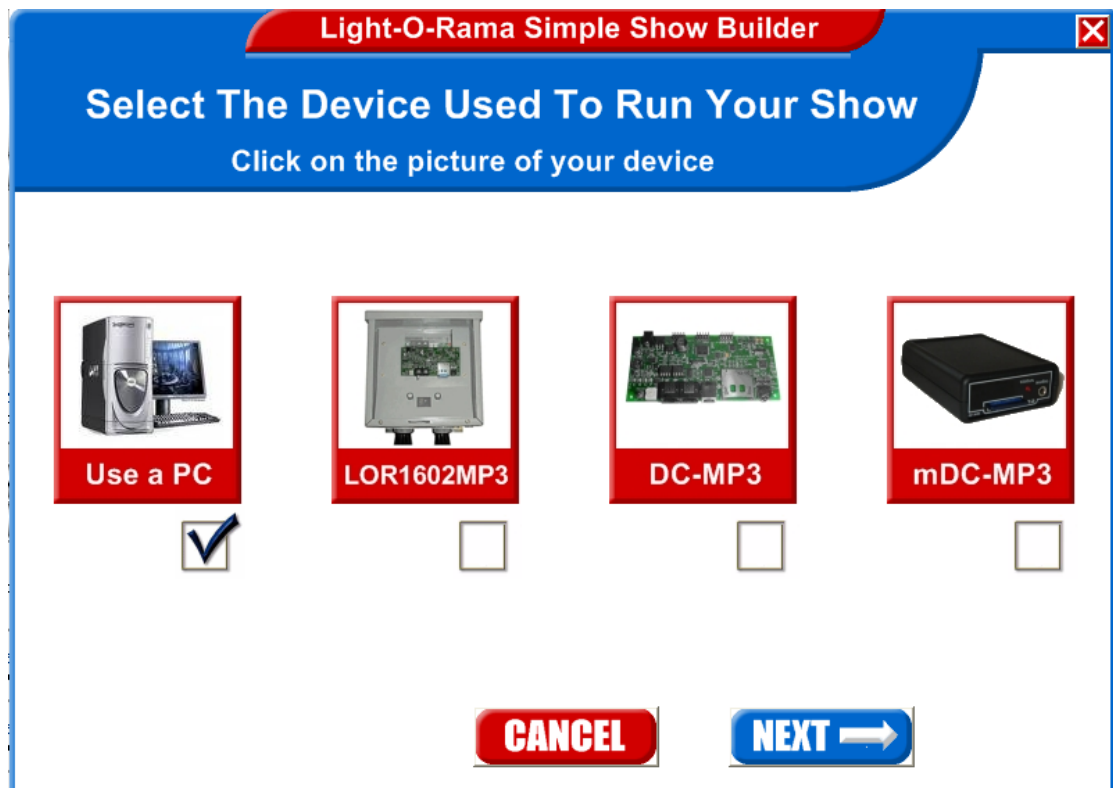 Light-O-Rama Simple Show Builder
Select The Device Used To Run Your Show
Click on the picture of your device
Use a PC
LOR1602MP3
DC-MP3
mDC-MP3
CANCEL
NEXT